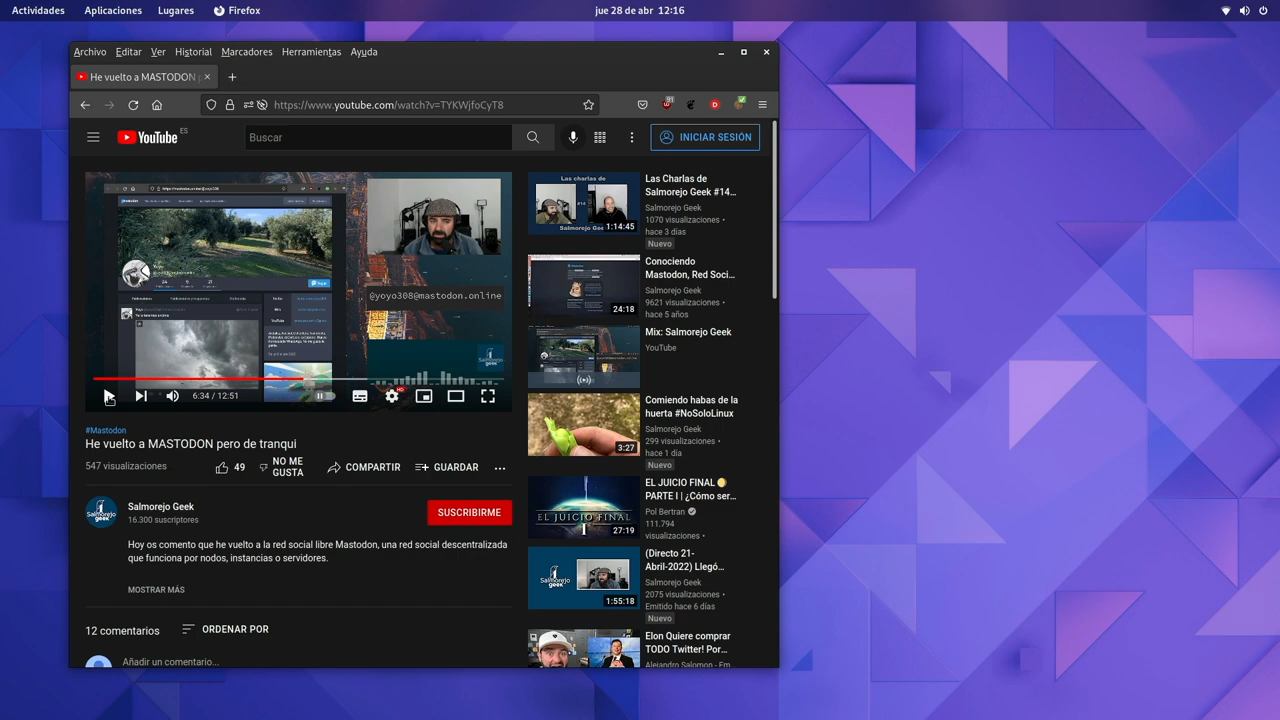 Actividades Aplicaciones Lugares Firefox jue 28 de abr 12:16
Archivo Editar Ver Historial Marcadores Herramientas Ayuda
He vuelto a MASTODON p
https://www.youtube.com/watch?v=TYKWjfoCyT8
91
YouTube ES
Buscar
INICIAR SESIÓN
@yoyo308@mastodon.online
HD
6:34 / 12:51
#Mastodon
He vuelto a MASTODON pero de tranqui
547 visualizaciones
49
NO ME
GUSTA
COMPARTIR
GUARDAR
Salmorejo Geek
16.300 suscriptores
SUSCRIBIRME
Hoy os comento que he vuelto a la red social libre Mastodon, una red social descentralizada
que funciona por nodos, instancias o servidores.
MOSTRAR MÁS
12 comentarios
ORDENAR POR
Añadir un comentario...
Las charlas de
#14
1:14:45
Las Charlas de
Salmorejo Geek #14...
Salmorejo Geek
1070 visualizaciones •
hace 3 días
Nuevo
24:18
Conociendo
Mastodon, Red Soci...
Salmorejo Geek
9621 visualizaciones •
hace 5 años
Mix: Salmorejo Geek
YouTube
3:27
Comiendo habas de la
huerta #NoSoloLinux
Salmorejo Geek
299 visualizaciones •
hace 1 día
Nuevo
EL JUICIO FINAL
I
27:19
EL JUICIO FINAL🌕
PARTE I | ¿Cómo ser...
Pol Bertran
111.794
visualizaciones •
Salmorejo
geek
1:55:18
(Directo 21-
Abril-2022) Llegó...
Salmorejo Geek
2075 visualizaciones •
Emitido hace 6 días
Nuevo
Elon Quiere comprar
TODO Twitter! Por...
Alejandro Salomon - Em...